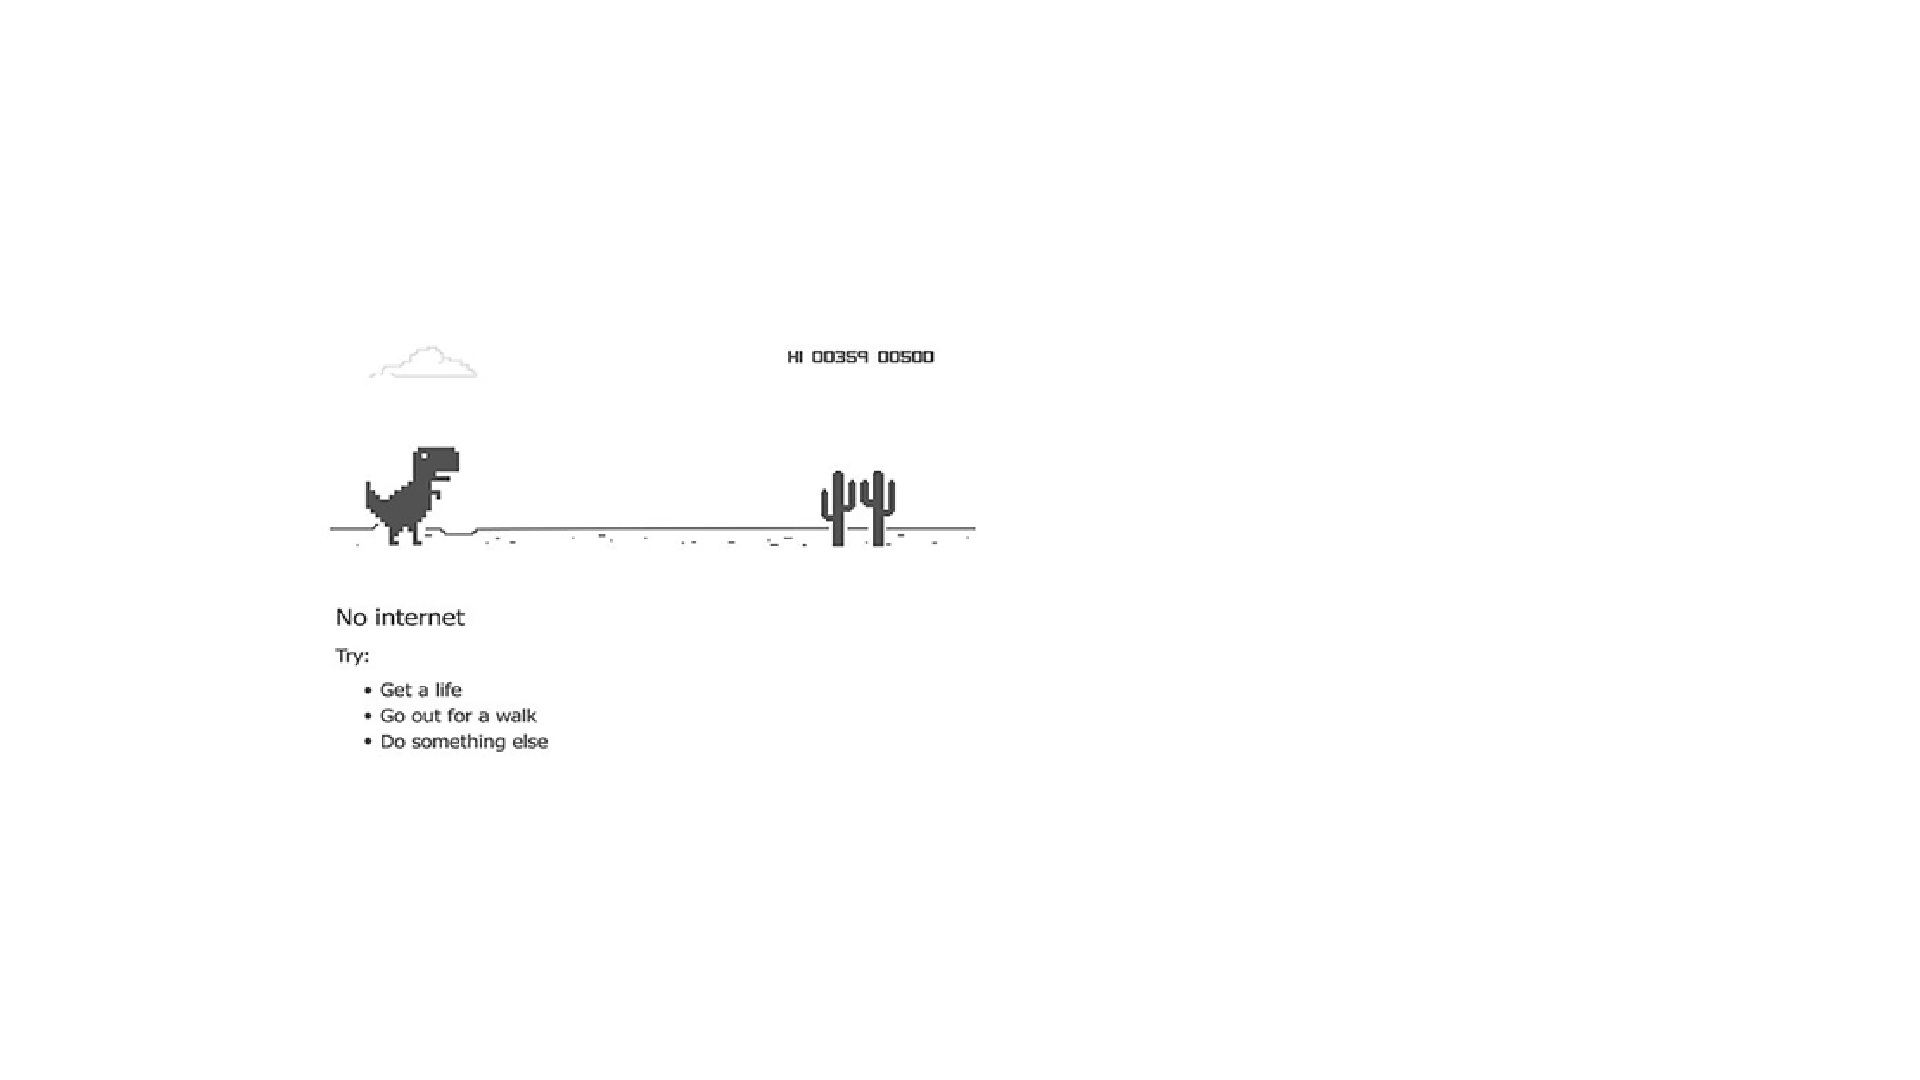 HI 00359 00500
No internet
Try:
• Get a life
• Go out for a walk
• Do something else